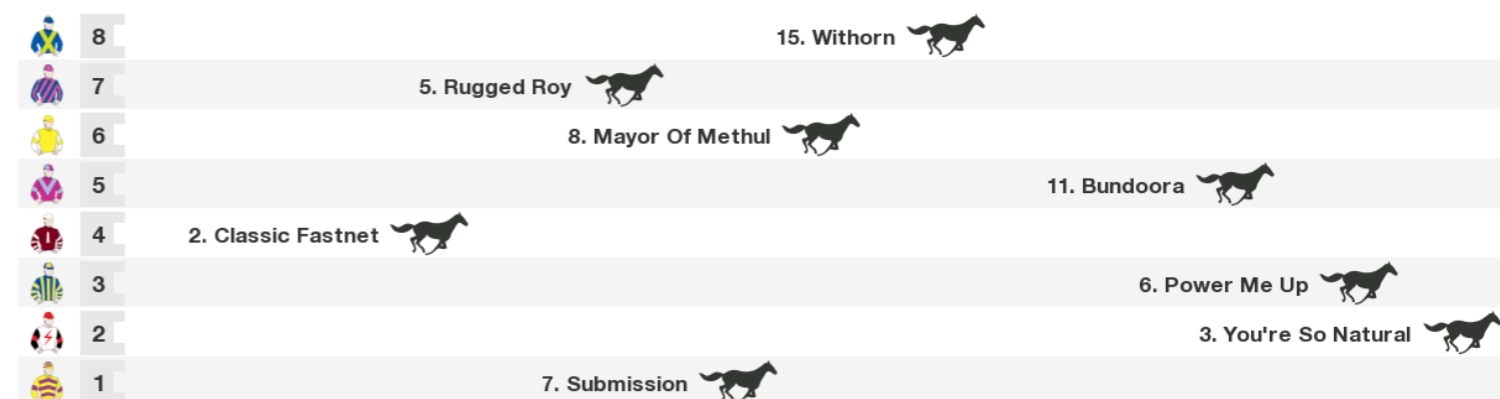 8 15. Withorn
7 5. Rugged Roy
6 8. Mayor Of Methul
5 11. Bundoora
4 2. Classic Fastnet
3 6. Power Me Up
2 3. You're So Natural
1 7. Submission